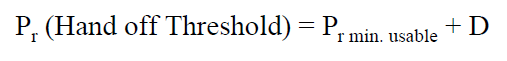 Pr (Hand off Threshold) = Pr min. usable + D